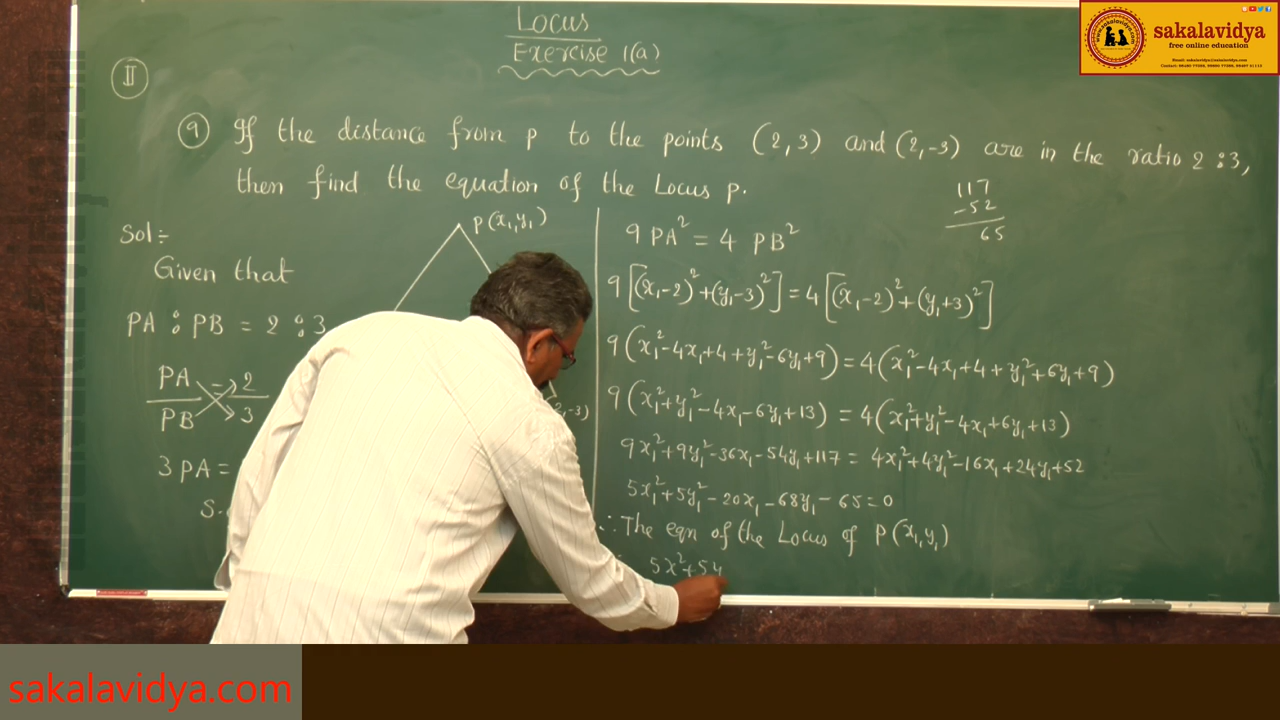 Locus
Exercise 1(a)
II
9 If the distance from p to the points (2, 3) and (2, -3) are in the ratio 2 : 3,
then find the equation of the Locus p.
Sol:-
Given that
PA : PB = 2 : 3
PA = 2
PB 3
3 PA =
P(x₁, y₁)
, -3)
9 PA² = 4 PB²
9[(x₁-2)²+(y₁-3)²] = 4[(x₁-2)²+(y₁+3)²]
9(x₁²-4x₁+4+y₁²-6y₁+9) = 4(x₁²-4x₁+4+y₁²+6y₁+9)
9(x₁²+y₁²-4x₁-6y₁+13) = 4(x₁²+y₁²-4x₁+6y₁+13)
9x₁²+9y₁²-36x₁-54y₁+117 = 4x₁²+4y₁²-16x₁+24y₁+52
5x₁²+5y₁²-20x₁-68y₁-65=0
∴ The eqn of the Locus of P(x₁, y₁)
5x²+5y
117
-52
65
sakalavidya
free online education
sakalavidya.com